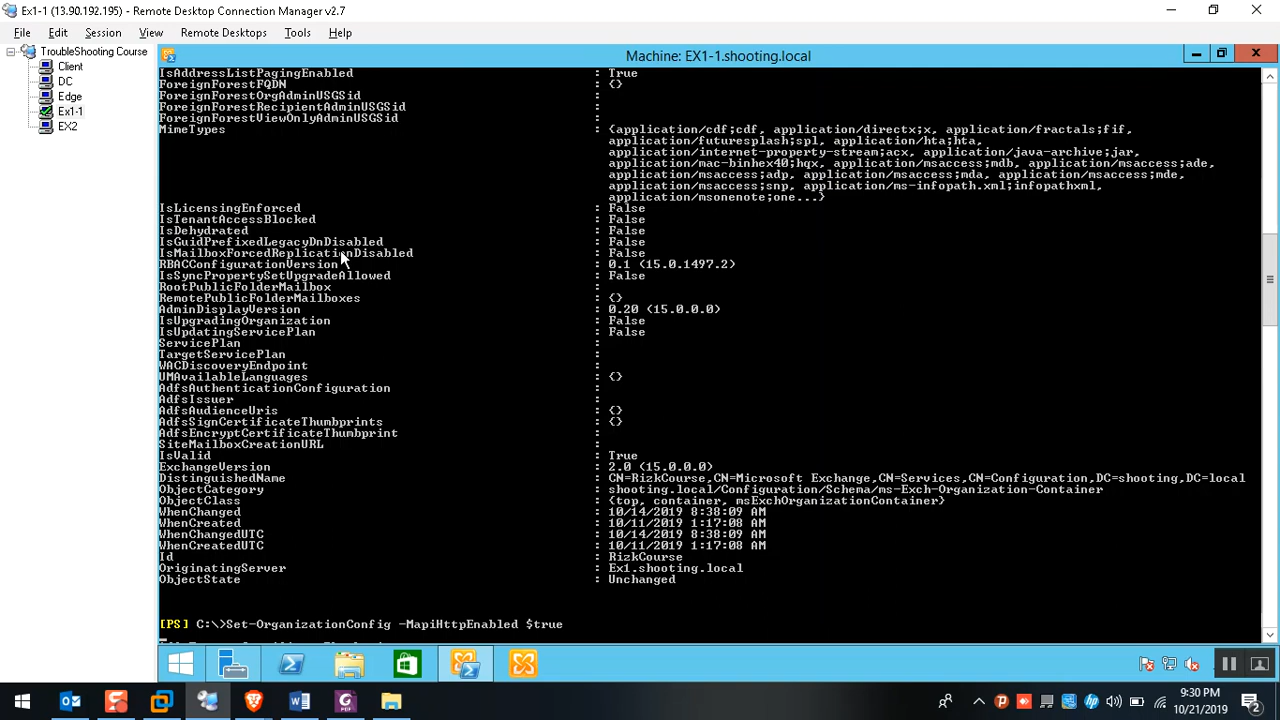 Ex1-1 (13.90.192.195) - Remote Desktop Connection Manager v2.7
File Edit Session View Remote Desktops Tools Help
TroubleShooting Course
Client
DC
Edge
Ex1-1
EX2
Machine: EX1-1.shooting.local
IsAddressListPagingEnabled : True
ForeignForestFQDN : {}
ForeignForestOrgAdminUSGSid :
ForeignForestRecipientAdminUSGSid :
ForeignForestViewOnlyAdminUSGSid :
MimeTypes : {application/cdf;cdf, application/directx;x, application/fractals;fif,
application/futuresplash;spl, application/hta;hta,
application/internet-property-stream;acx, application/java-archive;jar,
application/mac-binhex40;hqx, application/msaccess;mdb, application/msaccess;ade,
application/msaccess;adp, application/msaccess;mda, application/msaccess;mde,
application/msaccess;snp, application/ms-infopath.xml;infopathxml,
application/msonenote;one...}
IsLicensingEnforced : False
IsTenantAccessBlocked : False
IsDehydrated : False
IsGuidPrefixedLegacyDnDisabled : False
IsMailboxForcedReplicationDisabled : False
RBACConfigurationVersion : 0.1 (15.0.1497.2)
IsSyncPropertySetUpgradeAllowed : False
RootPublicFolderMailbox :
RemotePublicFolderMailboxes : {}
AdminDisplayVersion : 0.20 (15.0.0.0)
IsUpgradingOrganization : False
IsUpdatingServicePlan : False
ServicePlan :
TargetServicePlan :
WACDiscoveryEndpoint :
UMAvailableLanguages : {}
AdfsAuthenticationConfiguration :
AdfsIssuer :
AdfsAudienceUris : {}
AdfsSignCertificateThumbprints : {}
AdfsEncryptCertificateThumbprint :
SiteMailboxCreationURL :
IsValid : True
ExchangeVersion : 2.0 (15.0.0.0)
DistinguishedName : CN=RizkCourse,CN=Microsoft Exchange,CN=Services,CN=Configuration,DC=shooting,DC=local
ObjectCategory : shooting.local/Configuration/Schema/ms-Exch-Organization-Container
ObjectClass : {top, container, msExchOrganizationContainer}
WhenChanged : 10/14/2019 8:38:09 AM
WhenCreated : 10/11/2019 1:17:08 AM
WhenChangedUTC : 10/14/2019 8:38:09 AM
WhenCreatedUTC : 10/11/2019 1:17:08 AM
Id : RizkCourse
OriginatingServer : Ex1.shooting.local
ObjectState : Unchanged
[PS] C:\>Set-OrganizationConfig -MapiHttpEnabled $true
9:30 PM
10/21/2019